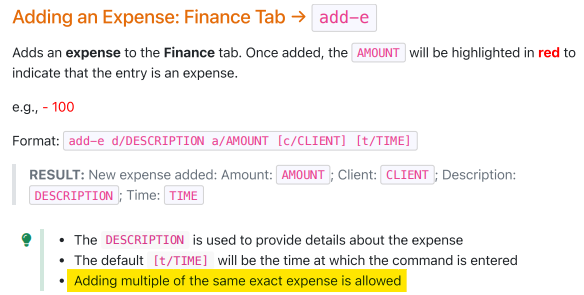 Adding an Expense: Finance Tab → add-e
Adds an expense to the Finance tab. Once added, the AMOUNT will be highlighted in red to
indicate that the entry is an expense.
e.g., - 100
Format: add-e d/DESCRIPTION a/AMOUNT [c/CLIENT] [t/TIME]
RESULT: New expense added: Amount: AMOUNT; Client: CLIENT; Description:
DESCRIPTION; Time: TIME
• The DESCRIPTION is used to provide details about the expense
• The default [t/TIME] will be the time at which the command is entered
• Adding multiple of the same exact expense is allowed